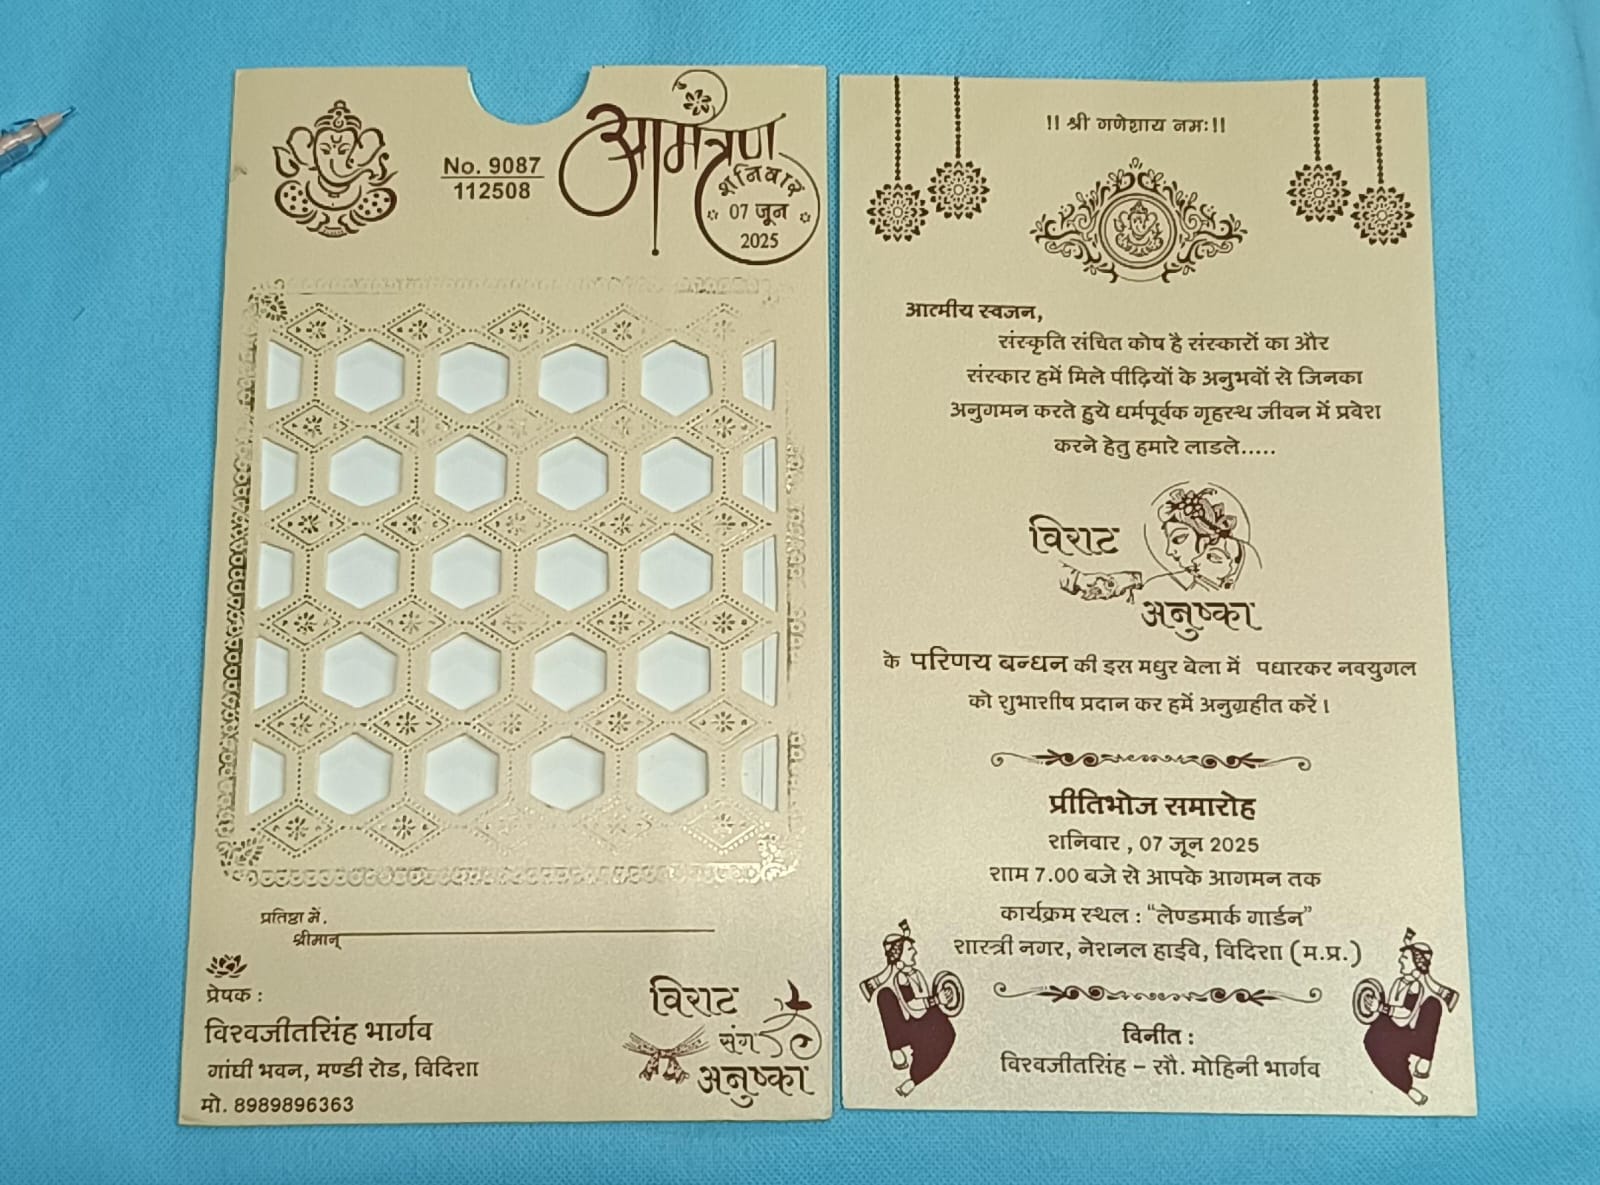 No. 9087
112508
आमंत्रण
शनिवार
07 जून
2025
प्रतिष्ठा में,
श्रीमान्
प्रेषक :
विश्वजीतसिंह भार्गव
गांधी भवन, मण्डी रोड, विदिशा
मो. 8989896363
विराट
संग
अनुष्का
!! श्री गणेशाय नमः!!
आत्मीय स्वजन,
संस्कृति संचित कोष है संस्कारों का और
संस्कार हमें मिले पीढ़ियों के अनुभवों से जिनका
अनुगमन करते हुये धर्मपूर्वक गृहस्थ जीवन में प्रवेश
करने हेतु हमारे लाडले.....
विराट
अनुष्का
के परिणय बन्धन की इस मधुर बेला में पधारकर नवयुगल
को शुभाशीष प्रदान कर हमें अनुग्रहीत करें।
प्रीतिभोज समारोह
शनिवार , 07 जून 2025
शाम 7.00 बजे से आपके आगमन तक
कार्यक्रम स्थल : “लेण्डमार्क गार्डन”
शास्त्री नगर, नेशनल हाईवे, विदिशा (म.प्र.)
विनीत :
विश्वजीतसिंह – सौ. मोहिनी भार्गव